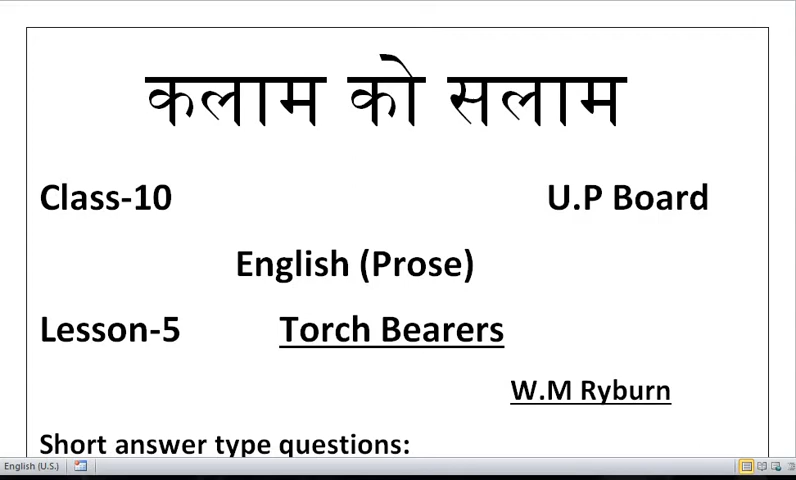 कलाम को सलाम
Class-10 U.P Board
English (Prose)
Lesson-5 Torch Bearers
W.M Ryburn
Short answer type questions:
English (U.S.)